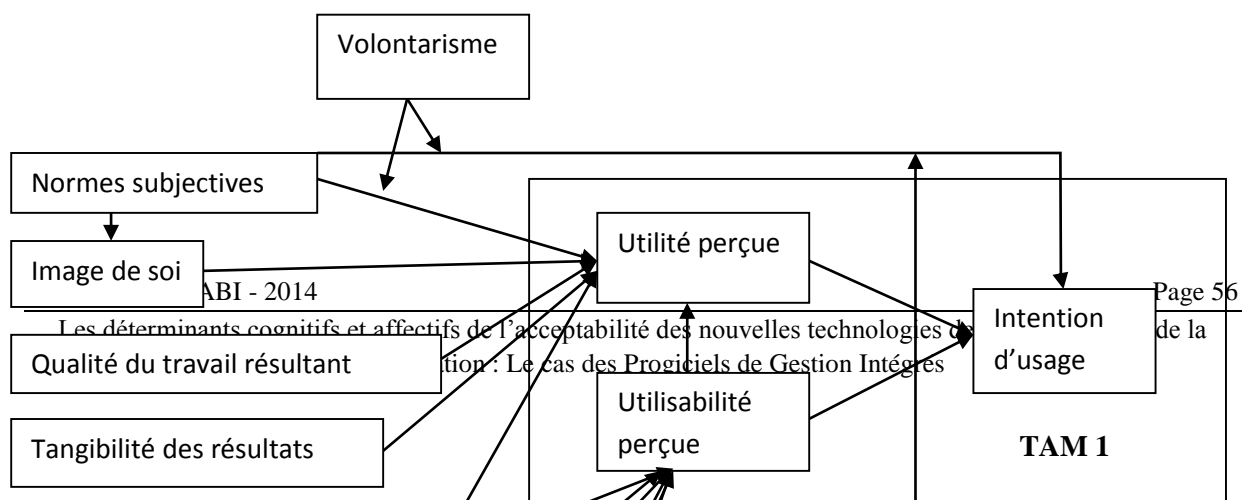 Volontarisme
Normes subjectives
Utilité perçue
Image de soi
ABI - 2014
Page 56
Intention
d’usage
Les déterminants cognitifs et affectifs de l’acceptabilité des nouvelles technologies de la
Qualité du travail résultant
tion : Le cas des Progiciels de Gestion Intégrés
Utilisabilité
perçue
Tangibilité des résultats
TAM 1